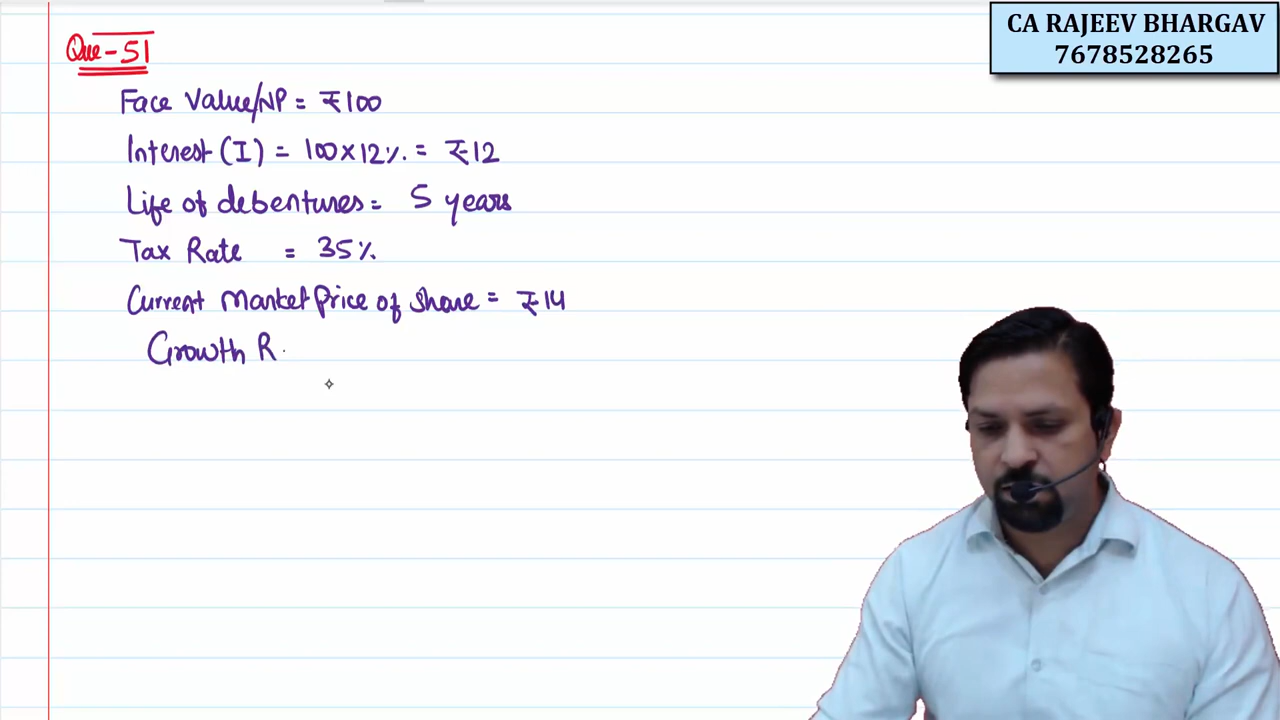 CA RAJEEV BHARGAV
7678528265
Que-51
Face Value/NP = ₹100
Interest (I) = 100×12% = ₹12
Life of debentures = 5 years
Tax Rate = 35%
Current Market Price of Share = ₹14
Growth R